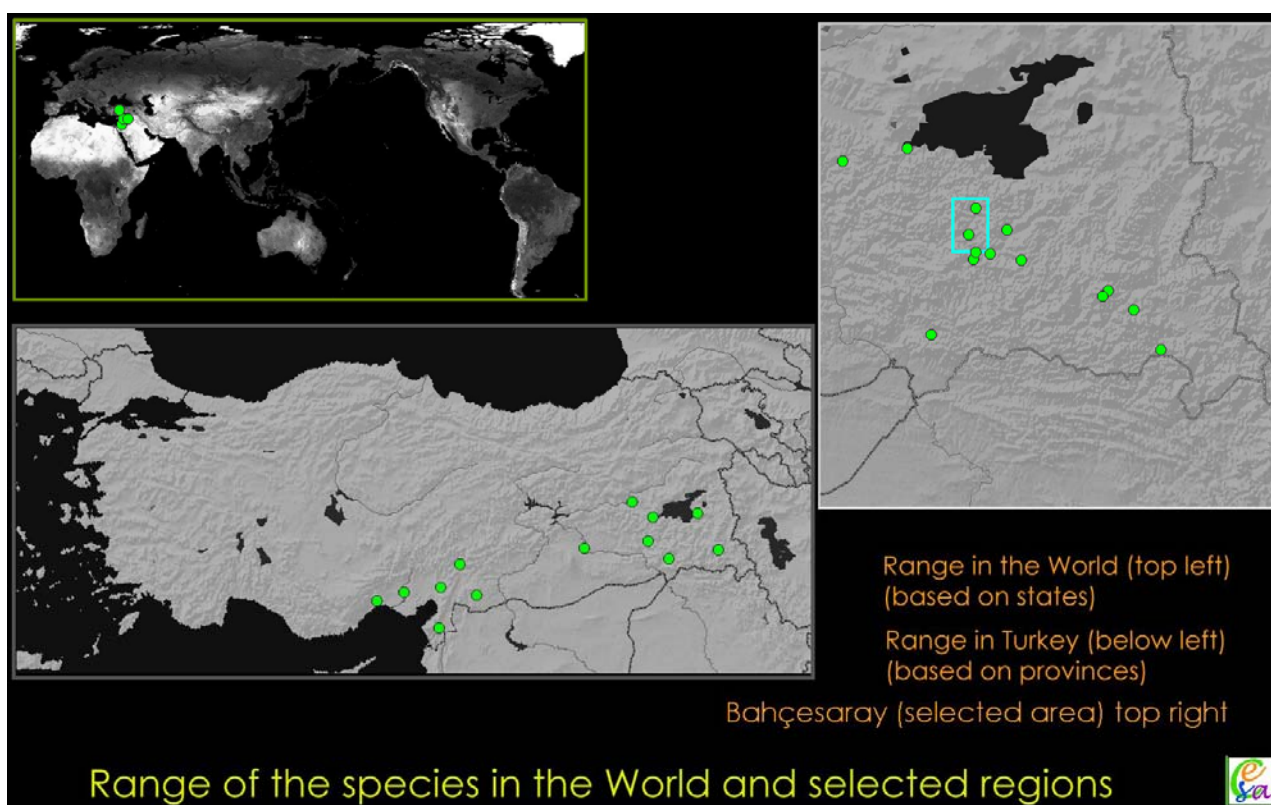 Range in the World (top left)
(based on states)
Range in Turkey (below left)
(based on provinces)
Bahçesaray (selected area) top right
Range of the species in the World and selected regions
esa